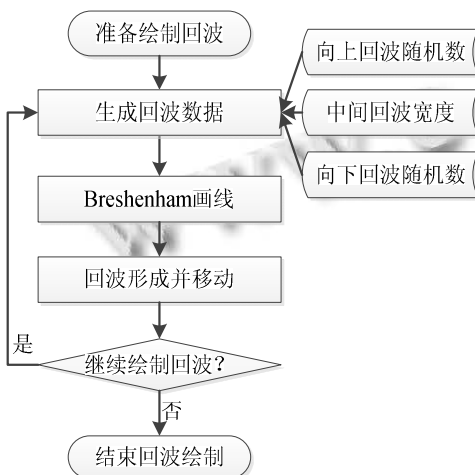 准备绘制回波
向上回波随机数
生成回波数据
中间回波宽度
向下回波随机数
Breshenham画线
回波形成并移动
是
继续绘制回波？
否
结束回波绘制